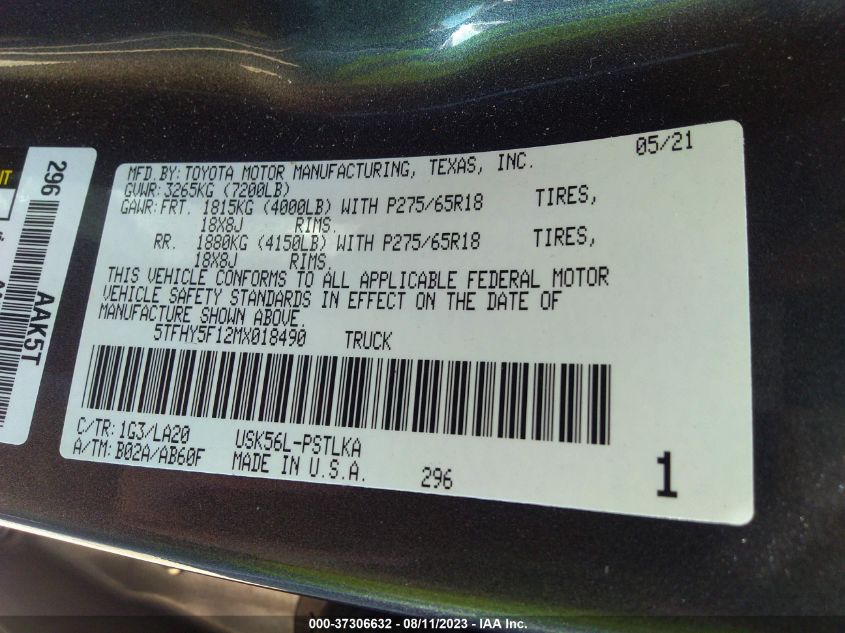 05/21
MFD.BY:TOYOTA MOTOR MANUFACTURING, TEXAS, INC.
GVWR:3265KG (7200LB)
GAWR:FRT. 1815KG (4000LB) WITH P275/65R18 TIRES,
18X8J RIMS
RR. 1880KG (4150LB) WITH P275/65R18 TIRES,
18X8J RIMS
THIS VEHICLE CONFORMS TO ALL APPLICABLE FEDERAL MOTOR
VEHICLE SAFETY STANDARDS IN EFFECT ON THE DATE OF
MANUFACTURE SHOWN ABOVE.
5TFHY5F12MX018490 TRUCK
C/TR:1G3/LA20 USK56L-PSTLKA
A/TM:B02A/AB60F MADE IN U.S.A. 296
1
296
AAK5T
000-37306632 - 08/11/2023 - IAA Inc.